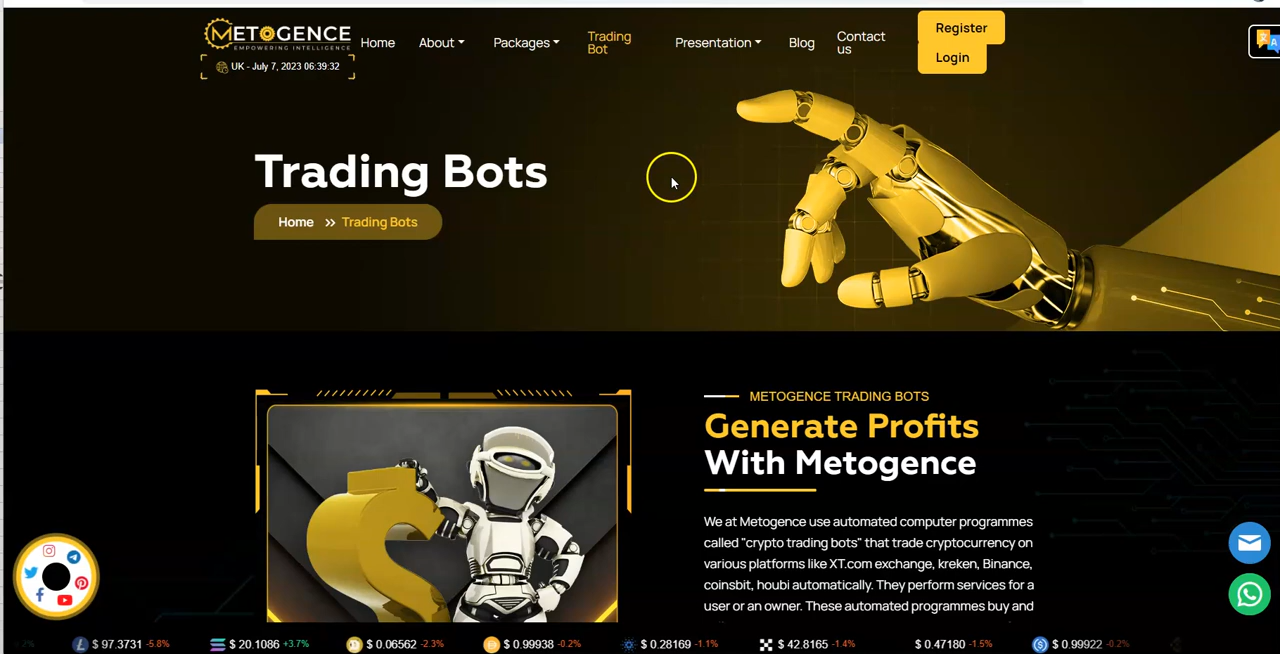 METOGENCE
EMPOWERING INTELLIGENCE
UK - July 7, 2023 06:39:32
Home
About
Packages
Trading
Bot
Presentation
Blog
Contact
us
Register
Login
Trading Bots
Home » Trading Bots
METOGENCE TRADING BOTS
Generate Profits
With Metogence
We at Metogence use automated computer programmes
called "crypto trading bots" that trade cryptocurrency on
various platforms like XT.com exchange, kreken, Binance,
coinsbit, houbi automatically. They perform services for a
user or an owner. These automated programmes buy and
$ 97.3731 -5.8% $ 20.1086 +3.7% $ 0.06562 -2.3% $ 0.99938 -0.2% $ 0.28169 -1.1% $ 42.8165 -1.4% $ 0.47180 -1.5% $ 0.99922 -0.2%